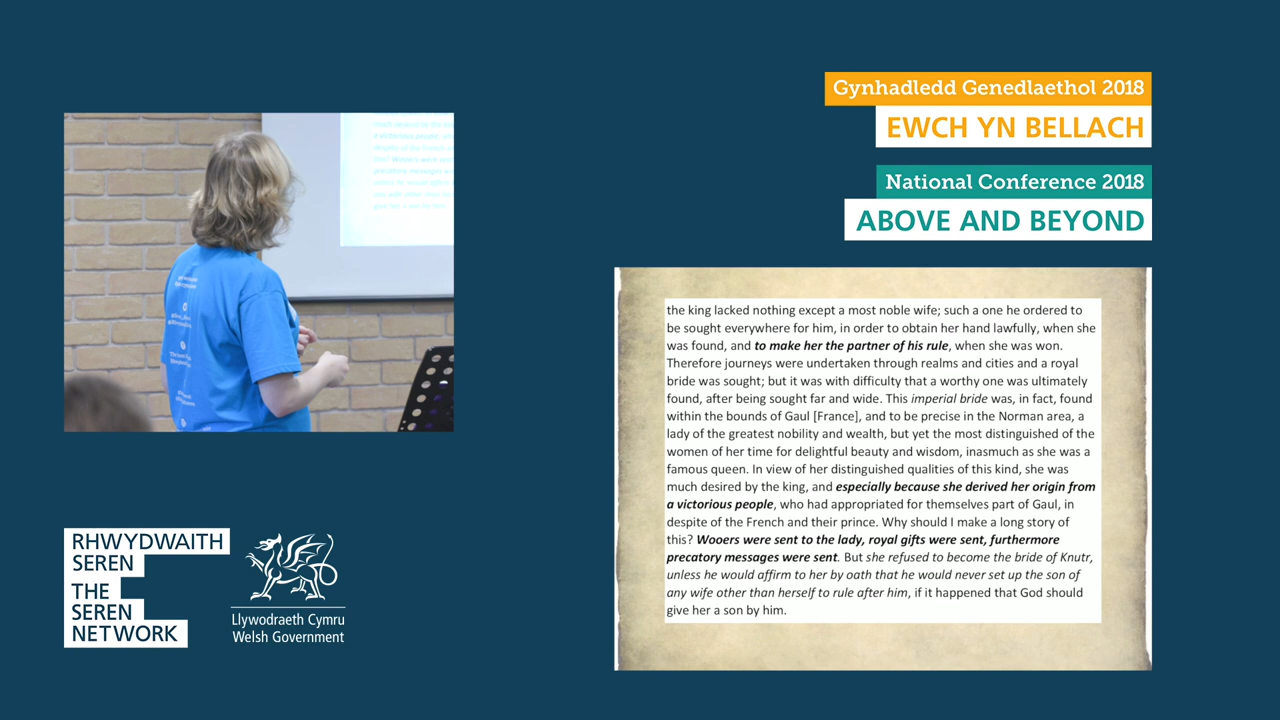 Gynhadledd Genedlaethol 2018
EWCH YN BELLACH
National Conference 2018
ABOVE AND BEYOND
the king lacked nothing except a most noble wife; such a one he ordered to
be sought everywhere for him, in order to obtain her hand lawfully, when she
was found, and to make her the partner of his rule, when she was won.
Therefore journeys were undertaken through realms and cities and a royal
bride was sought; but it was with difficulty that a worthy one was ultimately
found, after being sought far and wide. This imperial bride was, in fact, found
within the bounds of Gaul [France], and to be precise in the Norman area, a
lady of the greatest nobility and wealth, but yet the most distinguished of the
women of her time for delightful beauty and wisdom, inasmuch as she was a
famous queen. In view of her distinguished qualities of this kind, she was
much desired by the king, and especially because she derived her origin from
a victorious people, who had appropriated for themselves part of Gaul, in
despite of the French and their prince. Why should I make a long story of
this? Wooers were sent to the lady, royal gifts were sent, furthermore
precatory messages were sent. But she refused to become the bride of Knutr,
unless he would affirm to her by oath that he would never set up the son of
any wife other than herself to rule after him, if it happened that God should
give her a son by him.
RHWYDWAITH
SEREN
THE
SEREN
NETWORK
Llywodraeth Cymru
Welsh Government